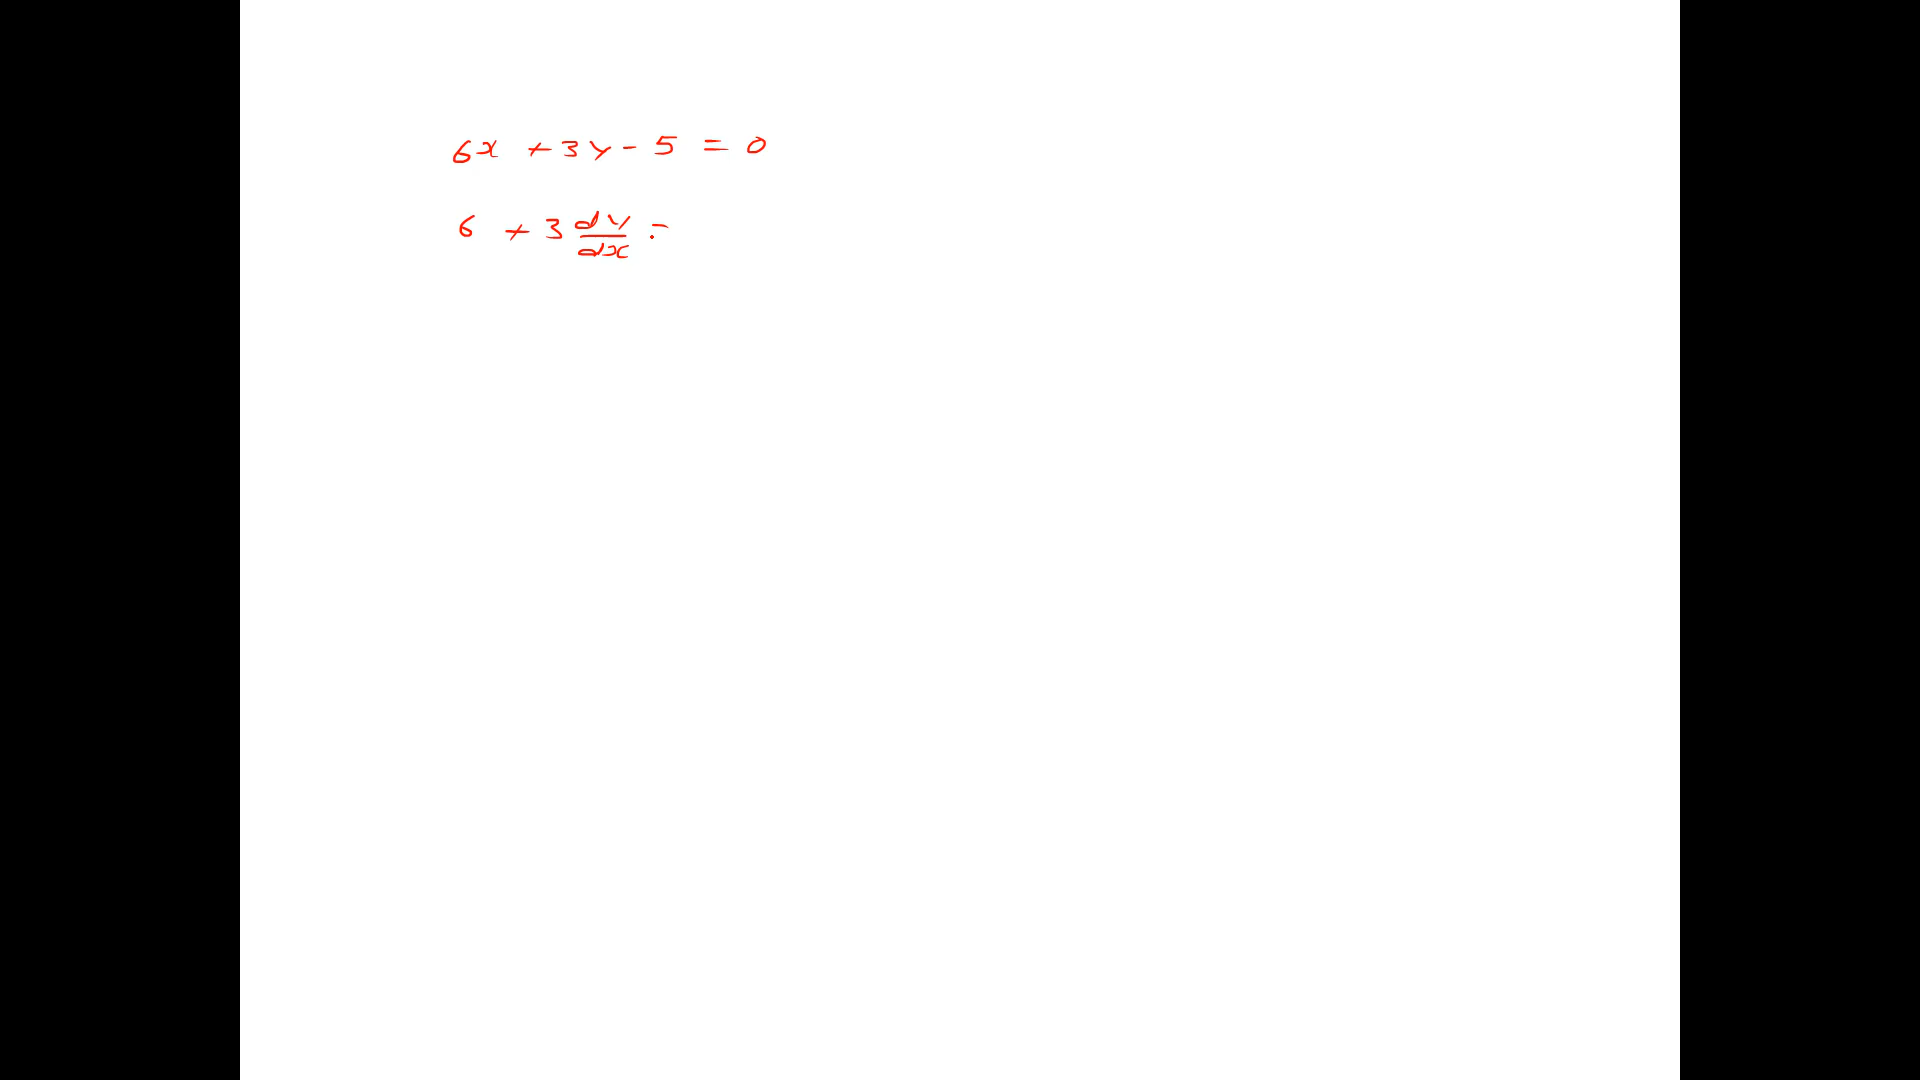 6x + 3y - 5 = 0
6 + 3 dy/dx =